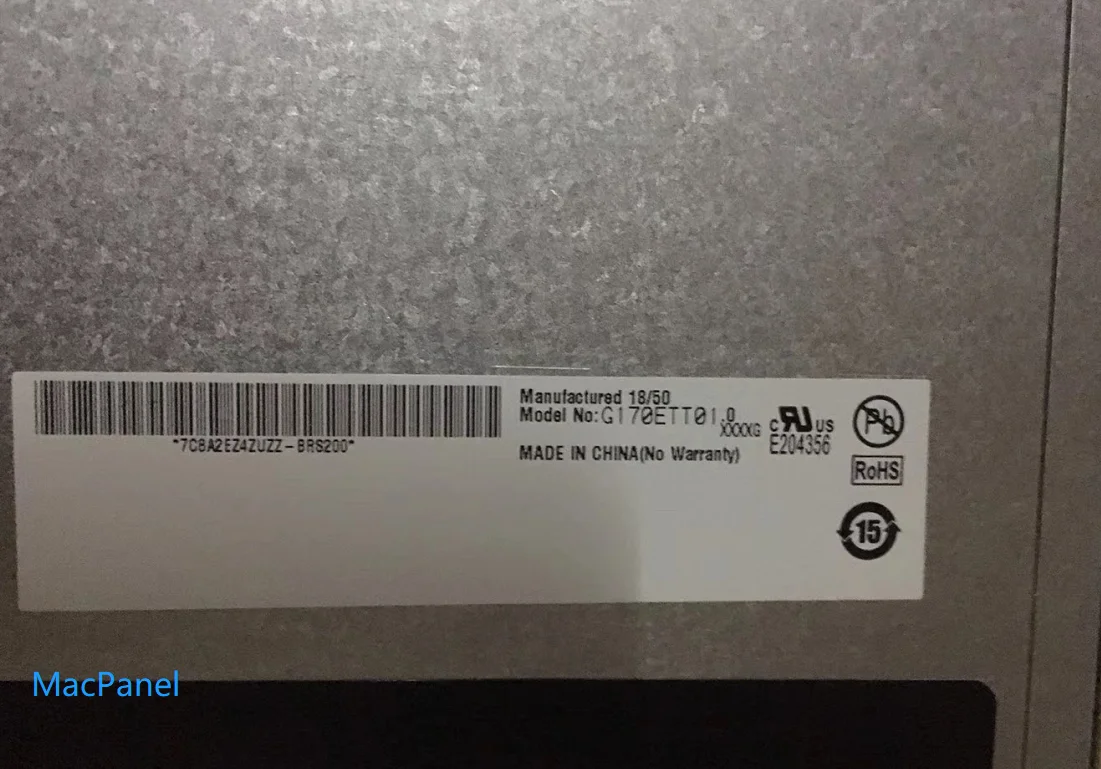 Manufactured 18/50
Model No:G170ETT01.0
XXXXG
*7C8A2EZ4ZUZZ-BRS200*
MADE IN CHINA(No Warranty)
C RU US
E204356
Pb
RoHS
15
MacPanel